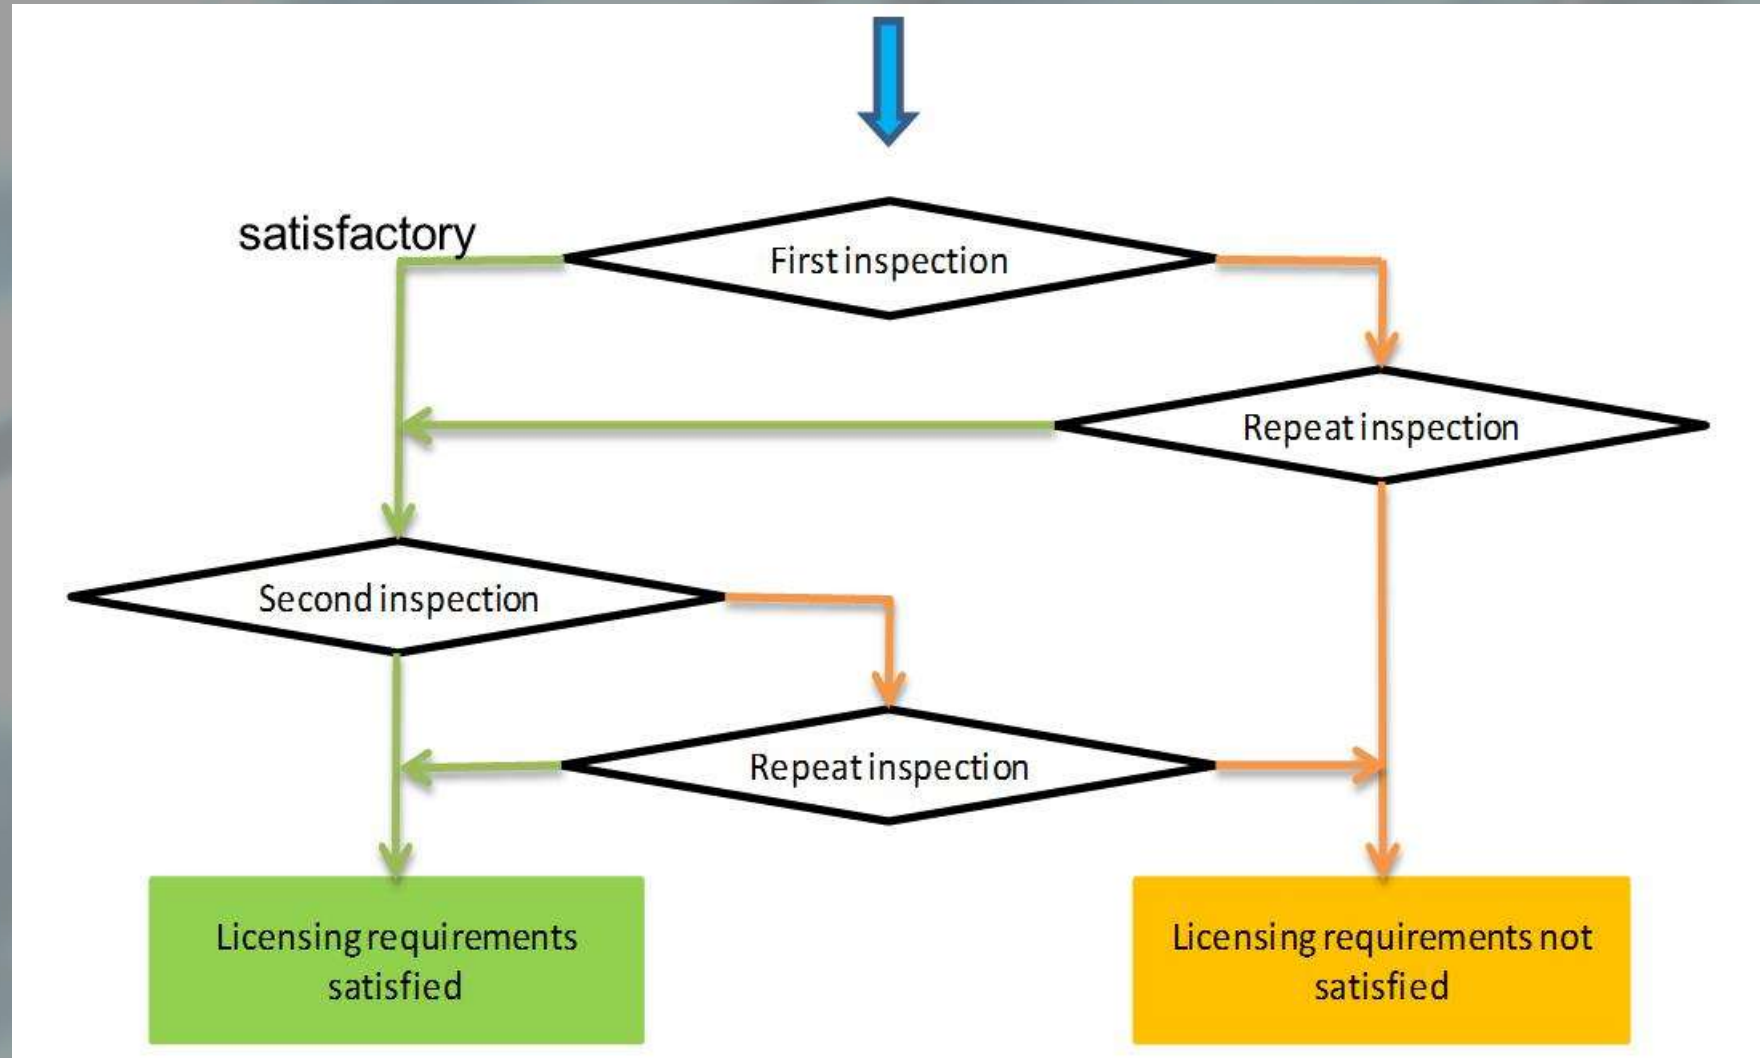 satisfactory
First inspection
Repeat inspection
Second inspection
Repeat inspection
Licensing requirements
satisfied
Licensing requirements not
satisfied